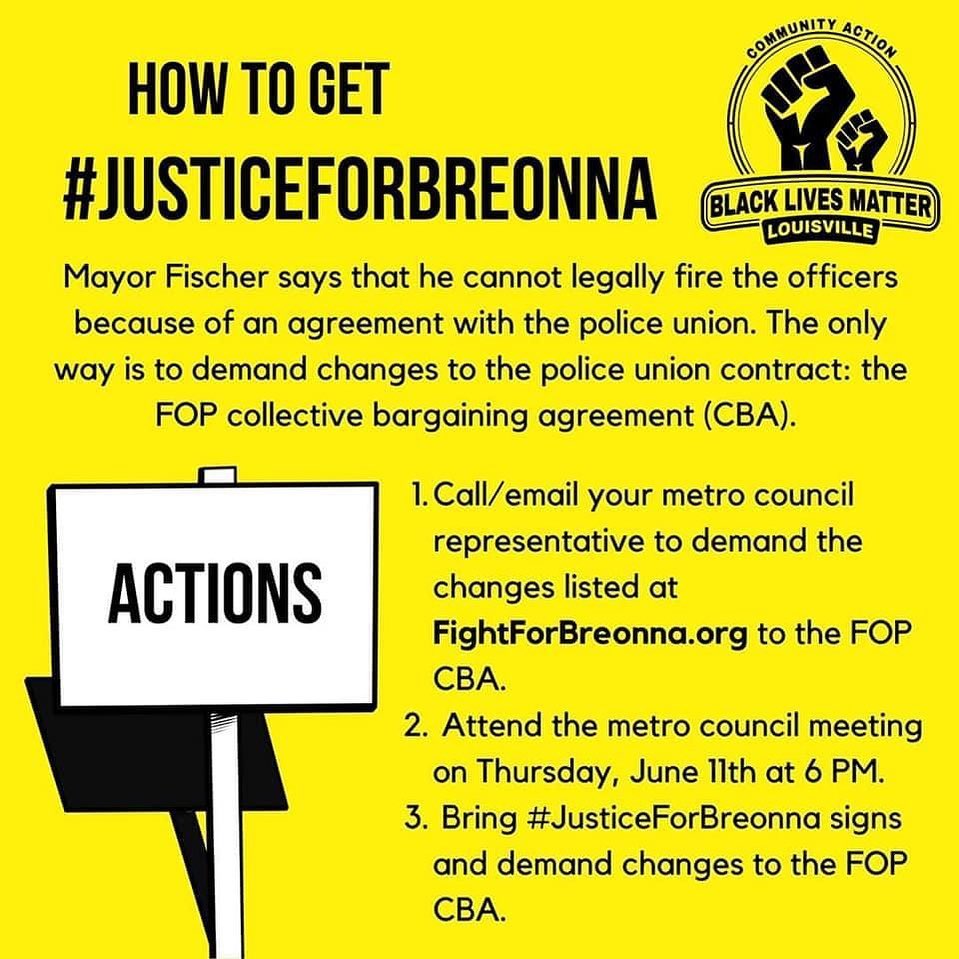 HOW TO GET
#JUSTICEFORBREONNA
COMMUNITY ACTION
BLACK LIVES MATTER
LOUISVILLE
Mayor Fischer says that he cannot legally fire the officers
because of an agreement with the police union. The only
way is to demand changes to the police union contract: the
FOP collective bargaining agreement (CBA).
ACTIONS
1. Call/email your metro council
representative to demand the
changes listed at
FightForBreonna.org to the FOP
CBA.
2. Attend the metro council meeting
on Thursday, June 11th at 6 PM.
3. Bring #JusticeForBreonna signs
and demand changes to the FOP
CBA.